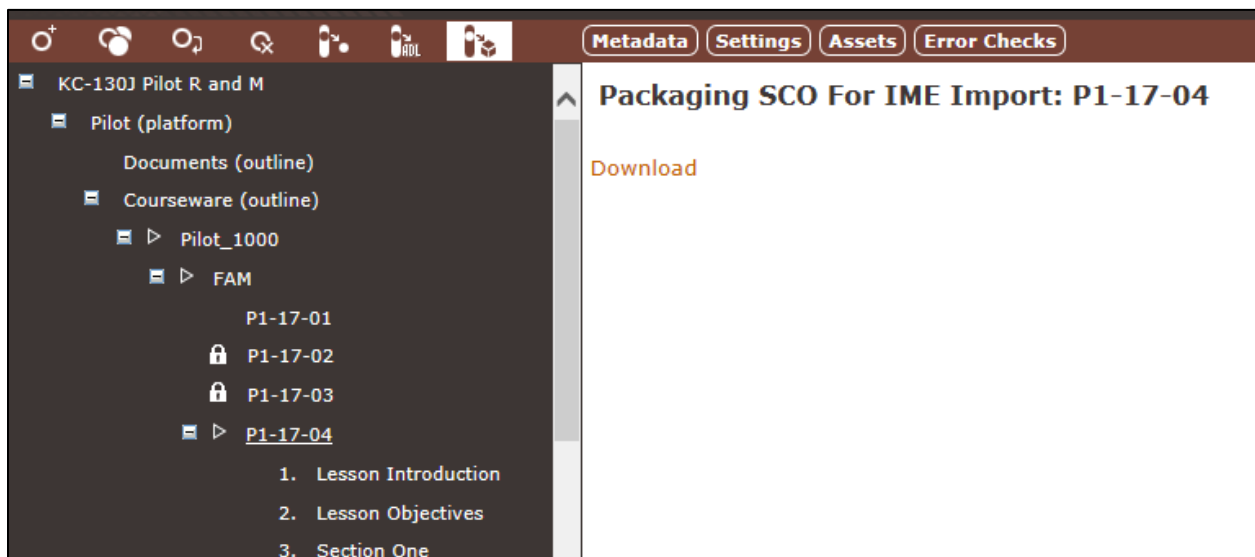 ADL
Metadata Settings Assets Error Checks
KC-130J Pilot R and M
Pilot (platform)
Documents (outline)
Courseware (outline)
Pilot_1000
FAM
P1-17-01
P1-17-02
P1-17-03
P1-17-04
1. Lesson Introduction
2. Lesson Objectives
3. Section One
Packaging SCO For IME Import: P1-17-04
Download